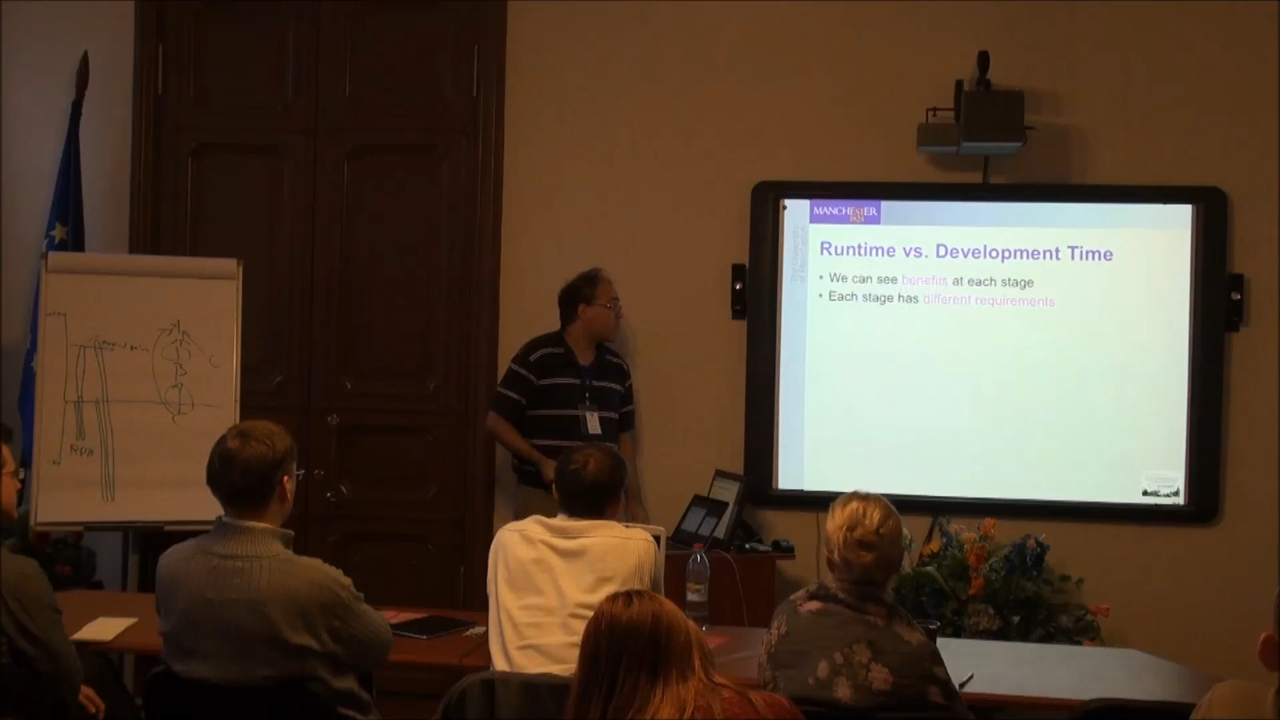 MANCHESTER
1824
Runtime vs. Development Time
• We can see benefits at each stage
• Each stage has different requirements